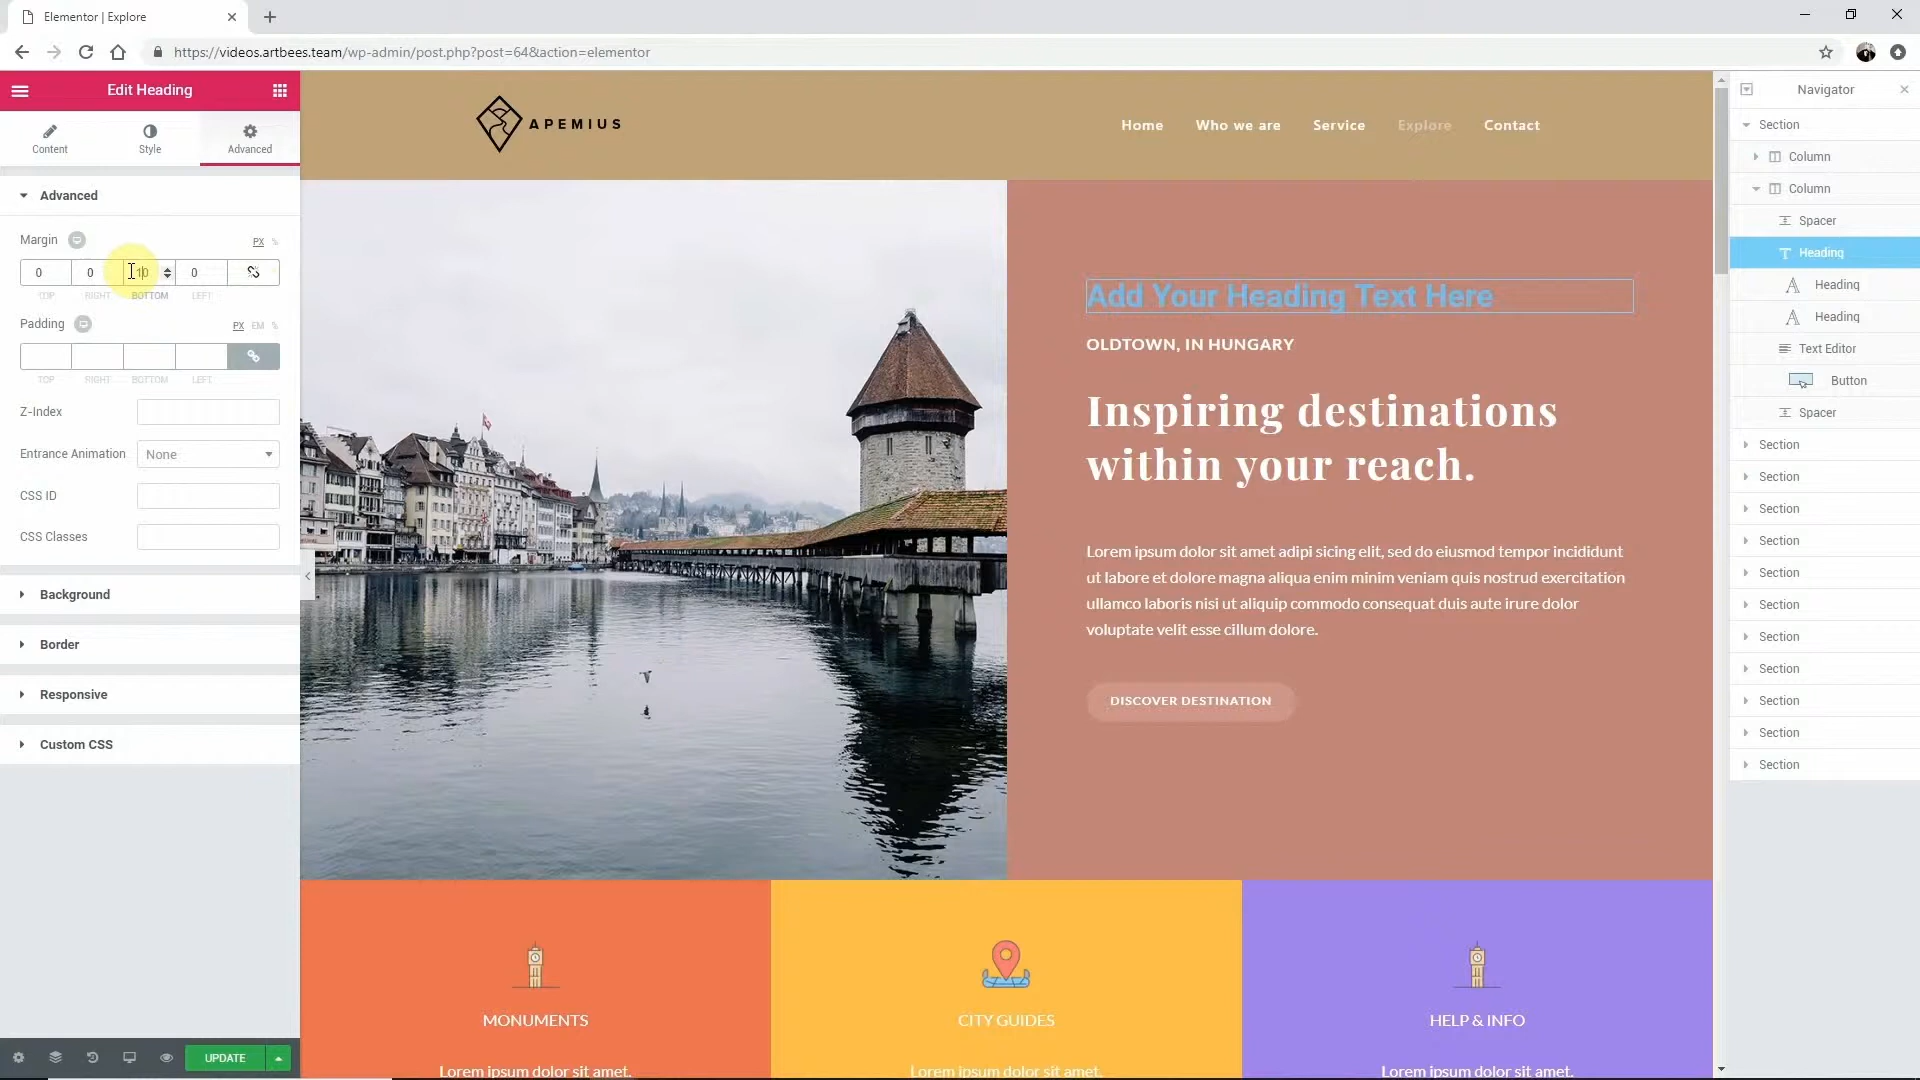 Elementor | Explore
https://videos.artbees.team/wp-admin/post.php?post=64&action=elementor
Edit Heading
Content
Style
Advanced
Advanced
Margin
PX %
0 0 10 0
TOP RIGHT BOTTOM LEFT
Padding
PX EM %
TOP RIGHT BOTTOM LEFT
Z-Index
Entrance Animation None
CSS ID
CSS Classes
Background
Border
Responsive
Custom CSS
UPDATE
APEMIUS
Home Who we are Service Explore Contact
Add Your Heading Text Here
OLDTOWN, IN HUNGARY
Inspiring destinations
within your reach.
Lorem ipsum dolor sit amet adipi sicing elit, sed do eiusmod tempor incididunt
ut labore et dolore magna aliqua enim minim veniam quis nostrud exercitation
ullamco laboris nisi ut aliquip commodo consequat duis aute irure dolor
voluptate velit esse cillum dolore.
DISCOVER DESTINATION
MONUMENTS
Lorem ipsum dolor sit amet.
CITY GUIDES
Lorem ipsum dolor sit amet.
HELP & INFO
Lorem ipsum dolor sit amet.
Navigator
Section
Column
Column
Spacer
Heading
Heading
Heading
Text Editor
Button
Spacer
Section
Section
Section
Section
Section
Section
Section
Section
Section
Section
Section